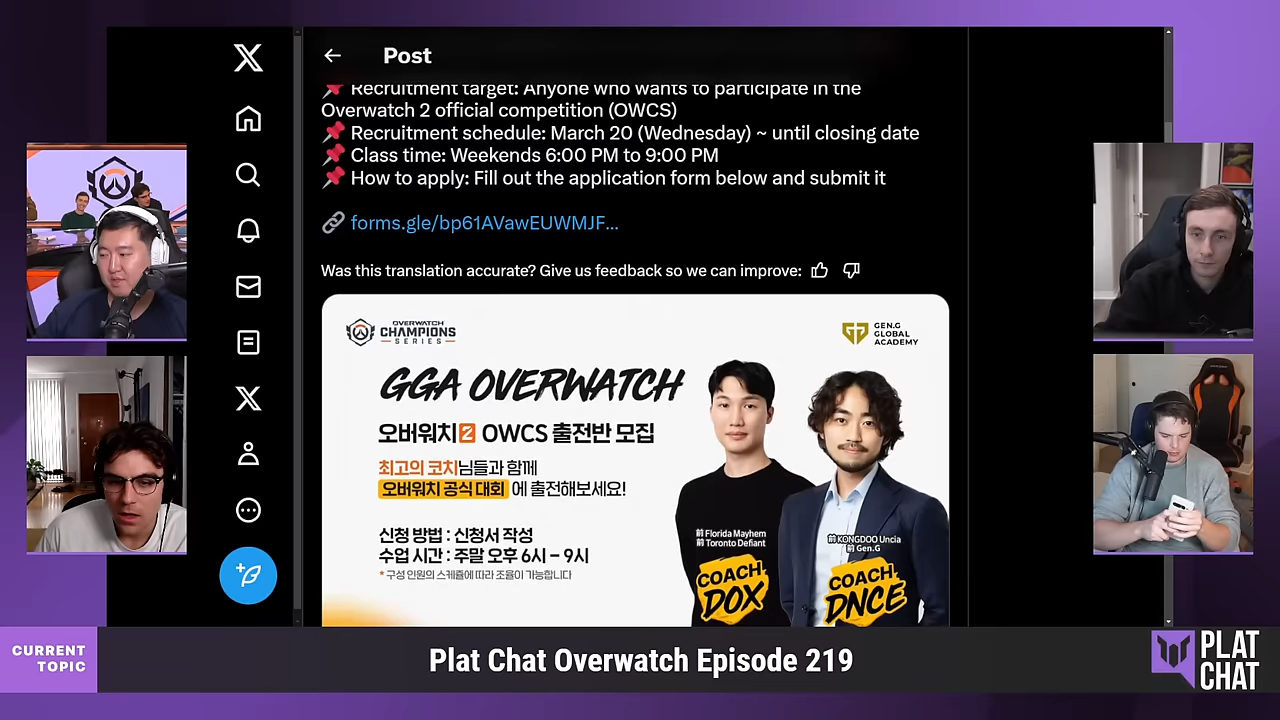 Post
Recruitment target: Anyone who wants to participate in the
Overwatch 2 official competition (OWCS)
Recruitment schedule: March 20 (Wednesday) ~ until closing date
Class time: Weekends 6:00 PM to 9:00 PM
How to apply: Fill out the application form below and submit it
forms.gle/bp61AVawEUWMJF...
Was this translation accurate? Give us feedback so we can improve:
OVERWATCH
CHAMPIONS
SERIES
GEN.G
GLOBAL
ACADEMY
GGA OVERWATCH
오버워치2 OWCS 출전반 모집
최고의 코치님들과 함께
오버워치 공식 대회 에 출전해보세요!
신청 방법 : 신청서 작성
수업 시간 : 주말 오후 6시 – 9시
* 구성 인원의 스케쥴에 따라 조율이 가능합니다
前 Florida Mayhem
前 Toronto Defiant
COACH
DOX
前 KONGDOO Uncia
前 Gen.G
COACH
DNCE
CURRENT
TOPIC
Plat Chat Overwatch Episode 219
PLAT
CHAT